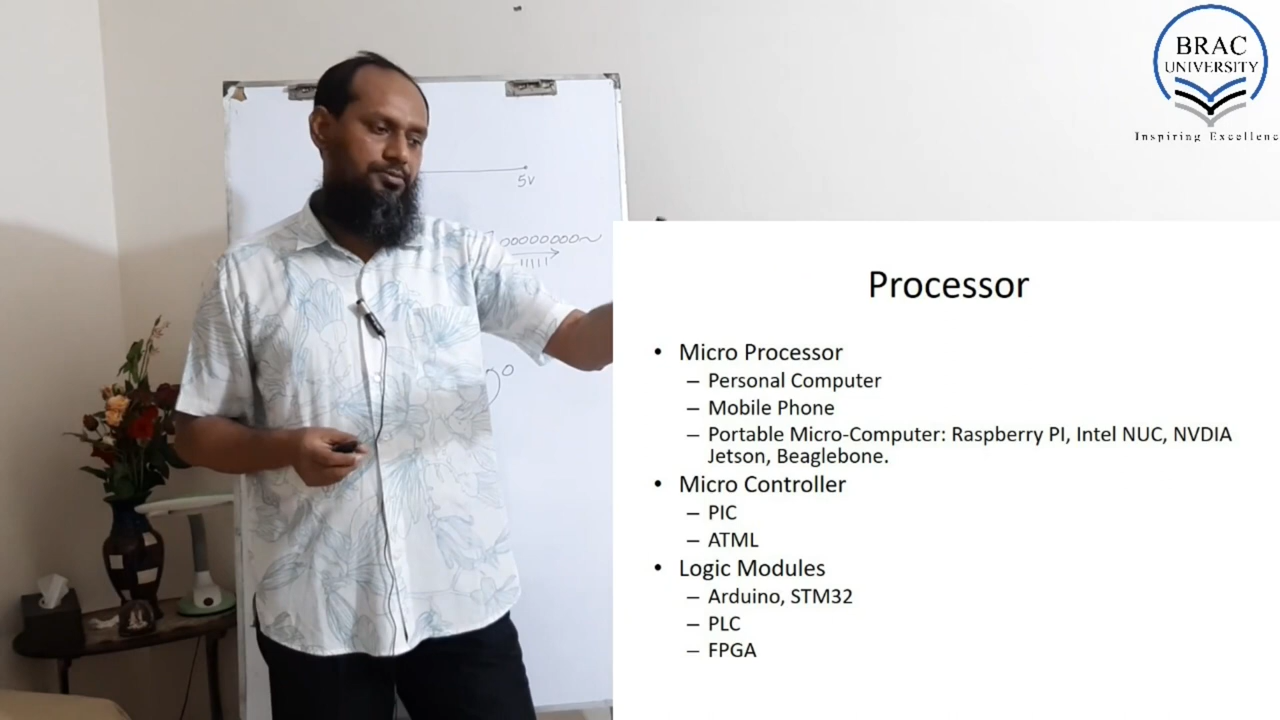 BRAC
UNIVERSITY
Inspiring Excellenc
5V
Processor
• Micro Processor
– Personal Computer
– Mobile Phone
– Portable Micro-Computer: Raspberry PI, Intel NUC, NVDIA
Jetson, Beaglebone.
• Micro Controller
– PIC
– ATML
• Logic Modules
– Arduino, STM32
– PLC
– FPGA